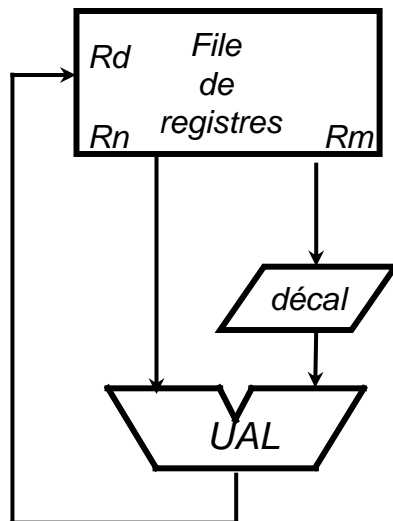 File
Rd
de
registres
Rn
Rm
décal
UAL